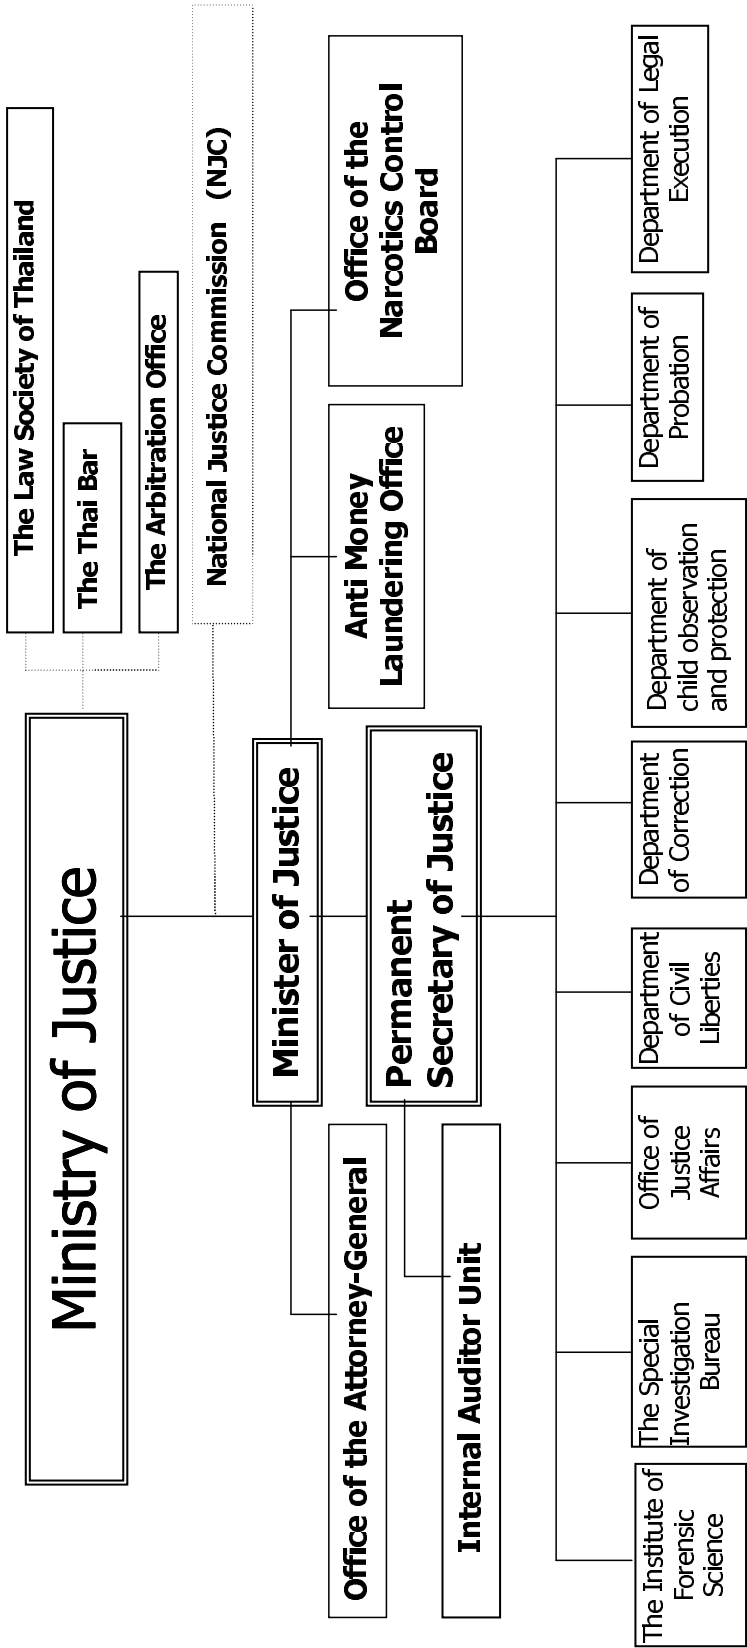 The Law Society of Thailand
The Thai Bar
The Arbitration Office
National Justice Commission (NJC)
Ministry of Justice
Minister of Justice
Office of the Attorney-General
Anti Money
Laundering Office
Office of the
Narcotics Control
Board
Permanent
Secretary of Justice
Internal Auditor Unit
The Institute of
Forensic
Science
The Special
Investigation
Bureau
Office of
Justice
Affairs
Department
of Civil
Liberties
Department
of Correction
Department of
child observation
and protection
Department of
Probation
Department of Legal
Execution